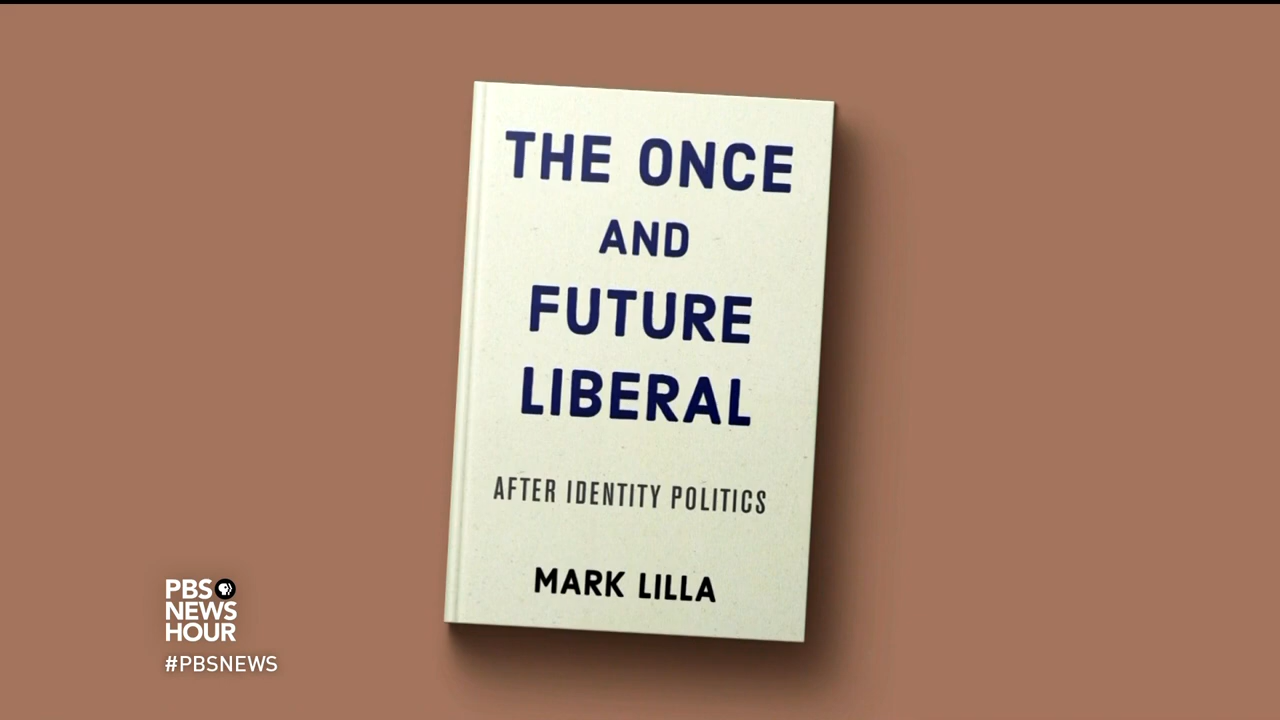 THE ONCE
AND
FUTURE
LIBERAL
AFTER IDENTITY POLITICS
MARK LILLA
PBS
NEWS
HOUR
#PBSNEWS